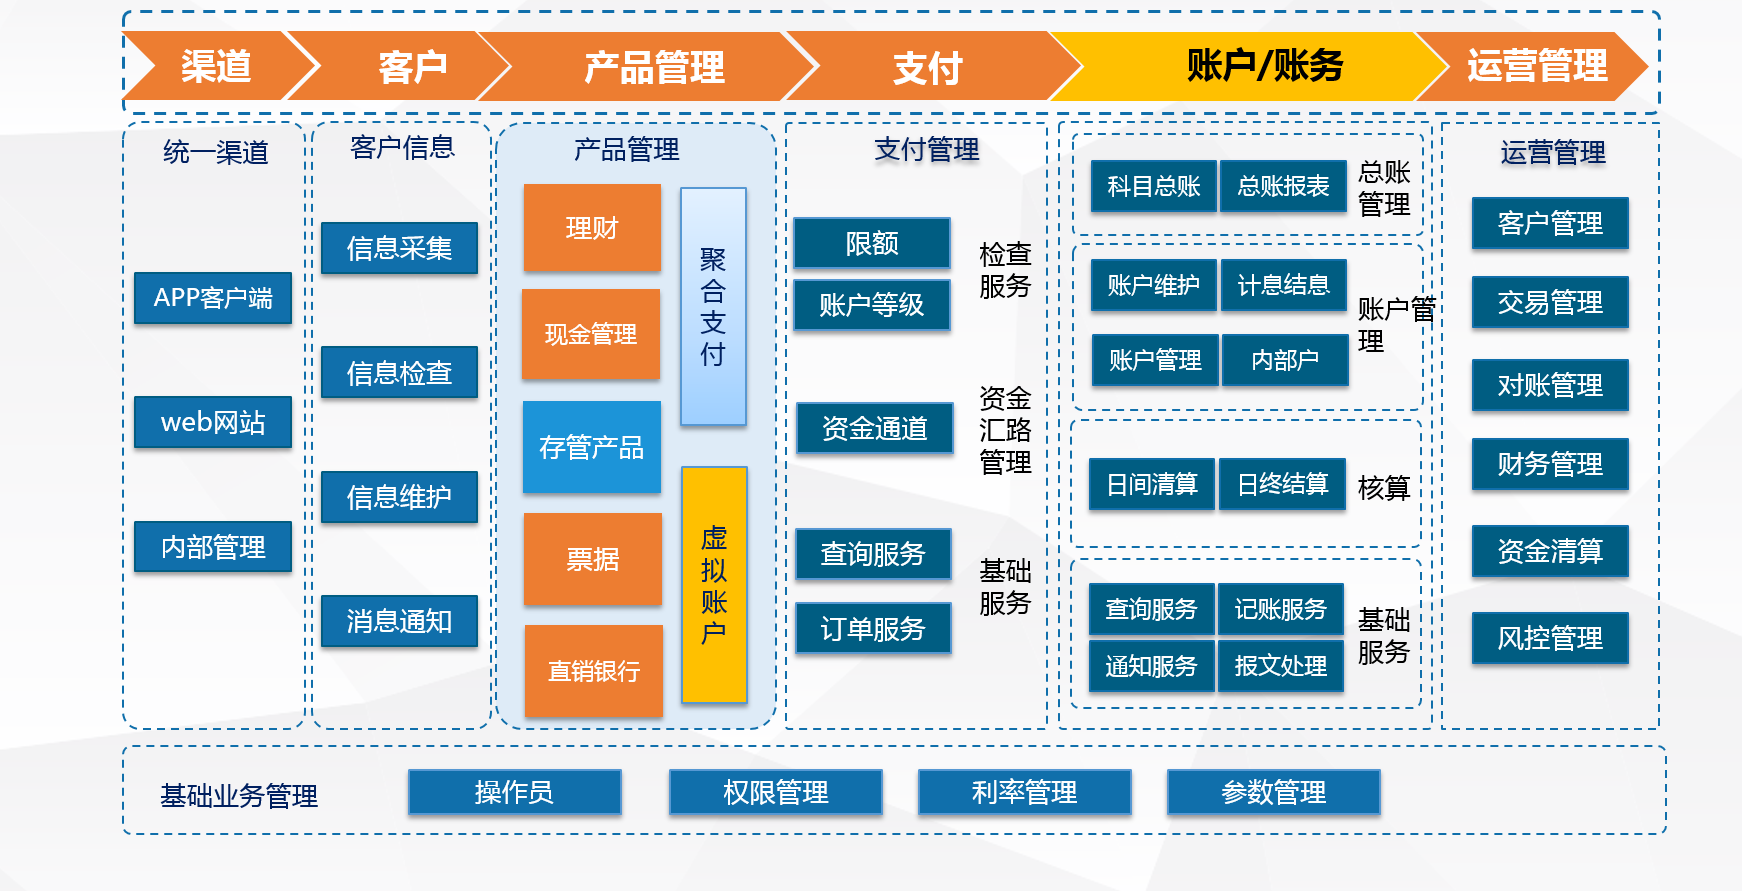 渠道
客户
产品管理
支付
账户/账务
运营管理
统一渠道
APP客户端
web网站
内部管理
客户信息
信息采集
信息检查
信息维护
消息通知
产品管理
理财
现金管理
存管产品
票据
直销银行
聚
合
支
付
虚
拟
账
户
支付管理
限额
账户等级
检查
服务
资金通道
资金
汇路
管理
查询服务
订单服务
基础
服务
科目总账
总账报表
总账
管理
账户维护
计息结息
账户管理
内部户
账户管
理
日间清算
日终结算
核算
查询服务
记账服务
通知服务
报文处理
基础
服务
运营管理
客户管理
交易管理
对账管理
财务管理
资金清算
风控管理
基础业务管理
操作员
权限管理
利率管理
参数管理